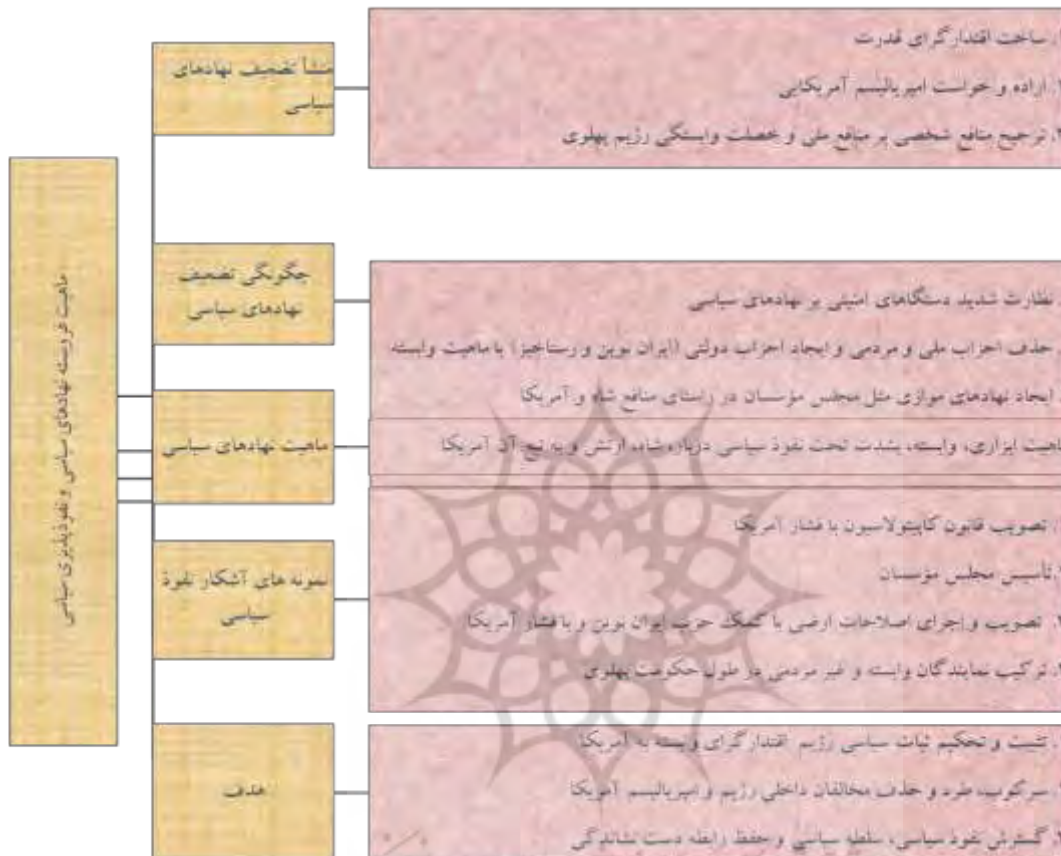 ماهیت فروبسته نهادهای سیاسی و نفوذپذیری سیاسی
منشأ تضعیف نهادهای
سیاسی
ساخت اقتدارگرای قدرت
اراده و خواست امپریالیسم آمریکایی
ترجیح منافع شخصی بر منافع ملی و خصلت وابستگی رژیم پهلوی
چگونگی تضعیف
نهادهای سیاسی
نظارت شدید دستگاهای امنیتی بر نهادهای سیاسی
حذف احزاب ملی و مردمی و ایجاد احزاب دولتی (ایران نوین و رستاخیز) با ماهیت وابسته
ایجاد نهادهای موازی مثل مجلس مؤسسان در راستای منافع شاه و آمریکا
ماهیت نهادهای سیاسی
ماهیت ابزاری، وابسته، بشدت تحت نفوذ سیاسی درباره شاه، ارتش و به تبع آن آمریکا
نمونه های آشکار نفوذ
سیاسی
تصویب قانون کاپیتولاسیون با فشار آمریکا
تأسیس مجلس مؤسسان
تصویب و اجرای اصلاحات ارضی با کمک حزب ایران نوین و با فشار آمریکا
ترکیب نمایندگان وابسته و غیر مردمی در طول حکومت پهلوی
هدف
تثبیت و تحکیم ثبات سیاسی رژیم اقتدارگرای وابسته به آمریکا
سرکوب، طرد و حذف مخالفان داخلی رژیم و امپریالیسم آمریکا
گسترش نفوذ سیاسی، سلطه سیاسی و حفظ رابطه دست نشاندگی